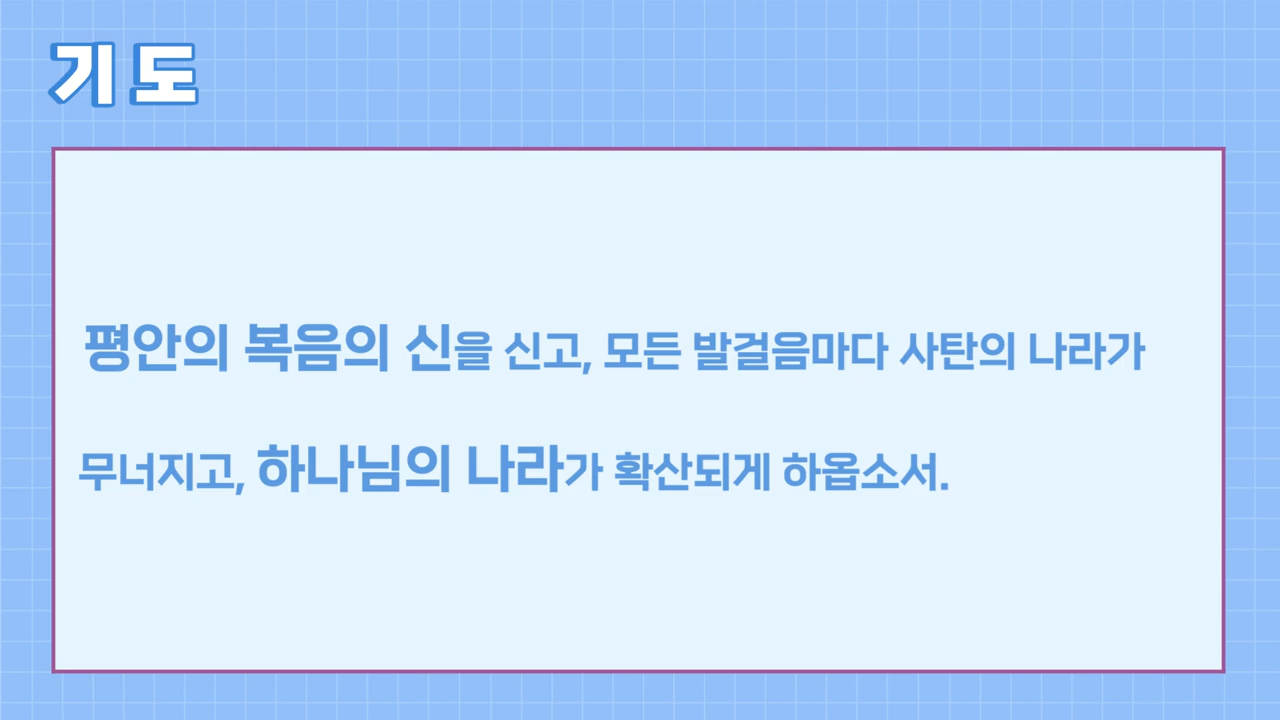 기도
평안의 복음의 신을 신고, 모든 발걸음마다 사탄의 나라가
무너지고, 하나님의 나라가 확산되게 하옵소서.